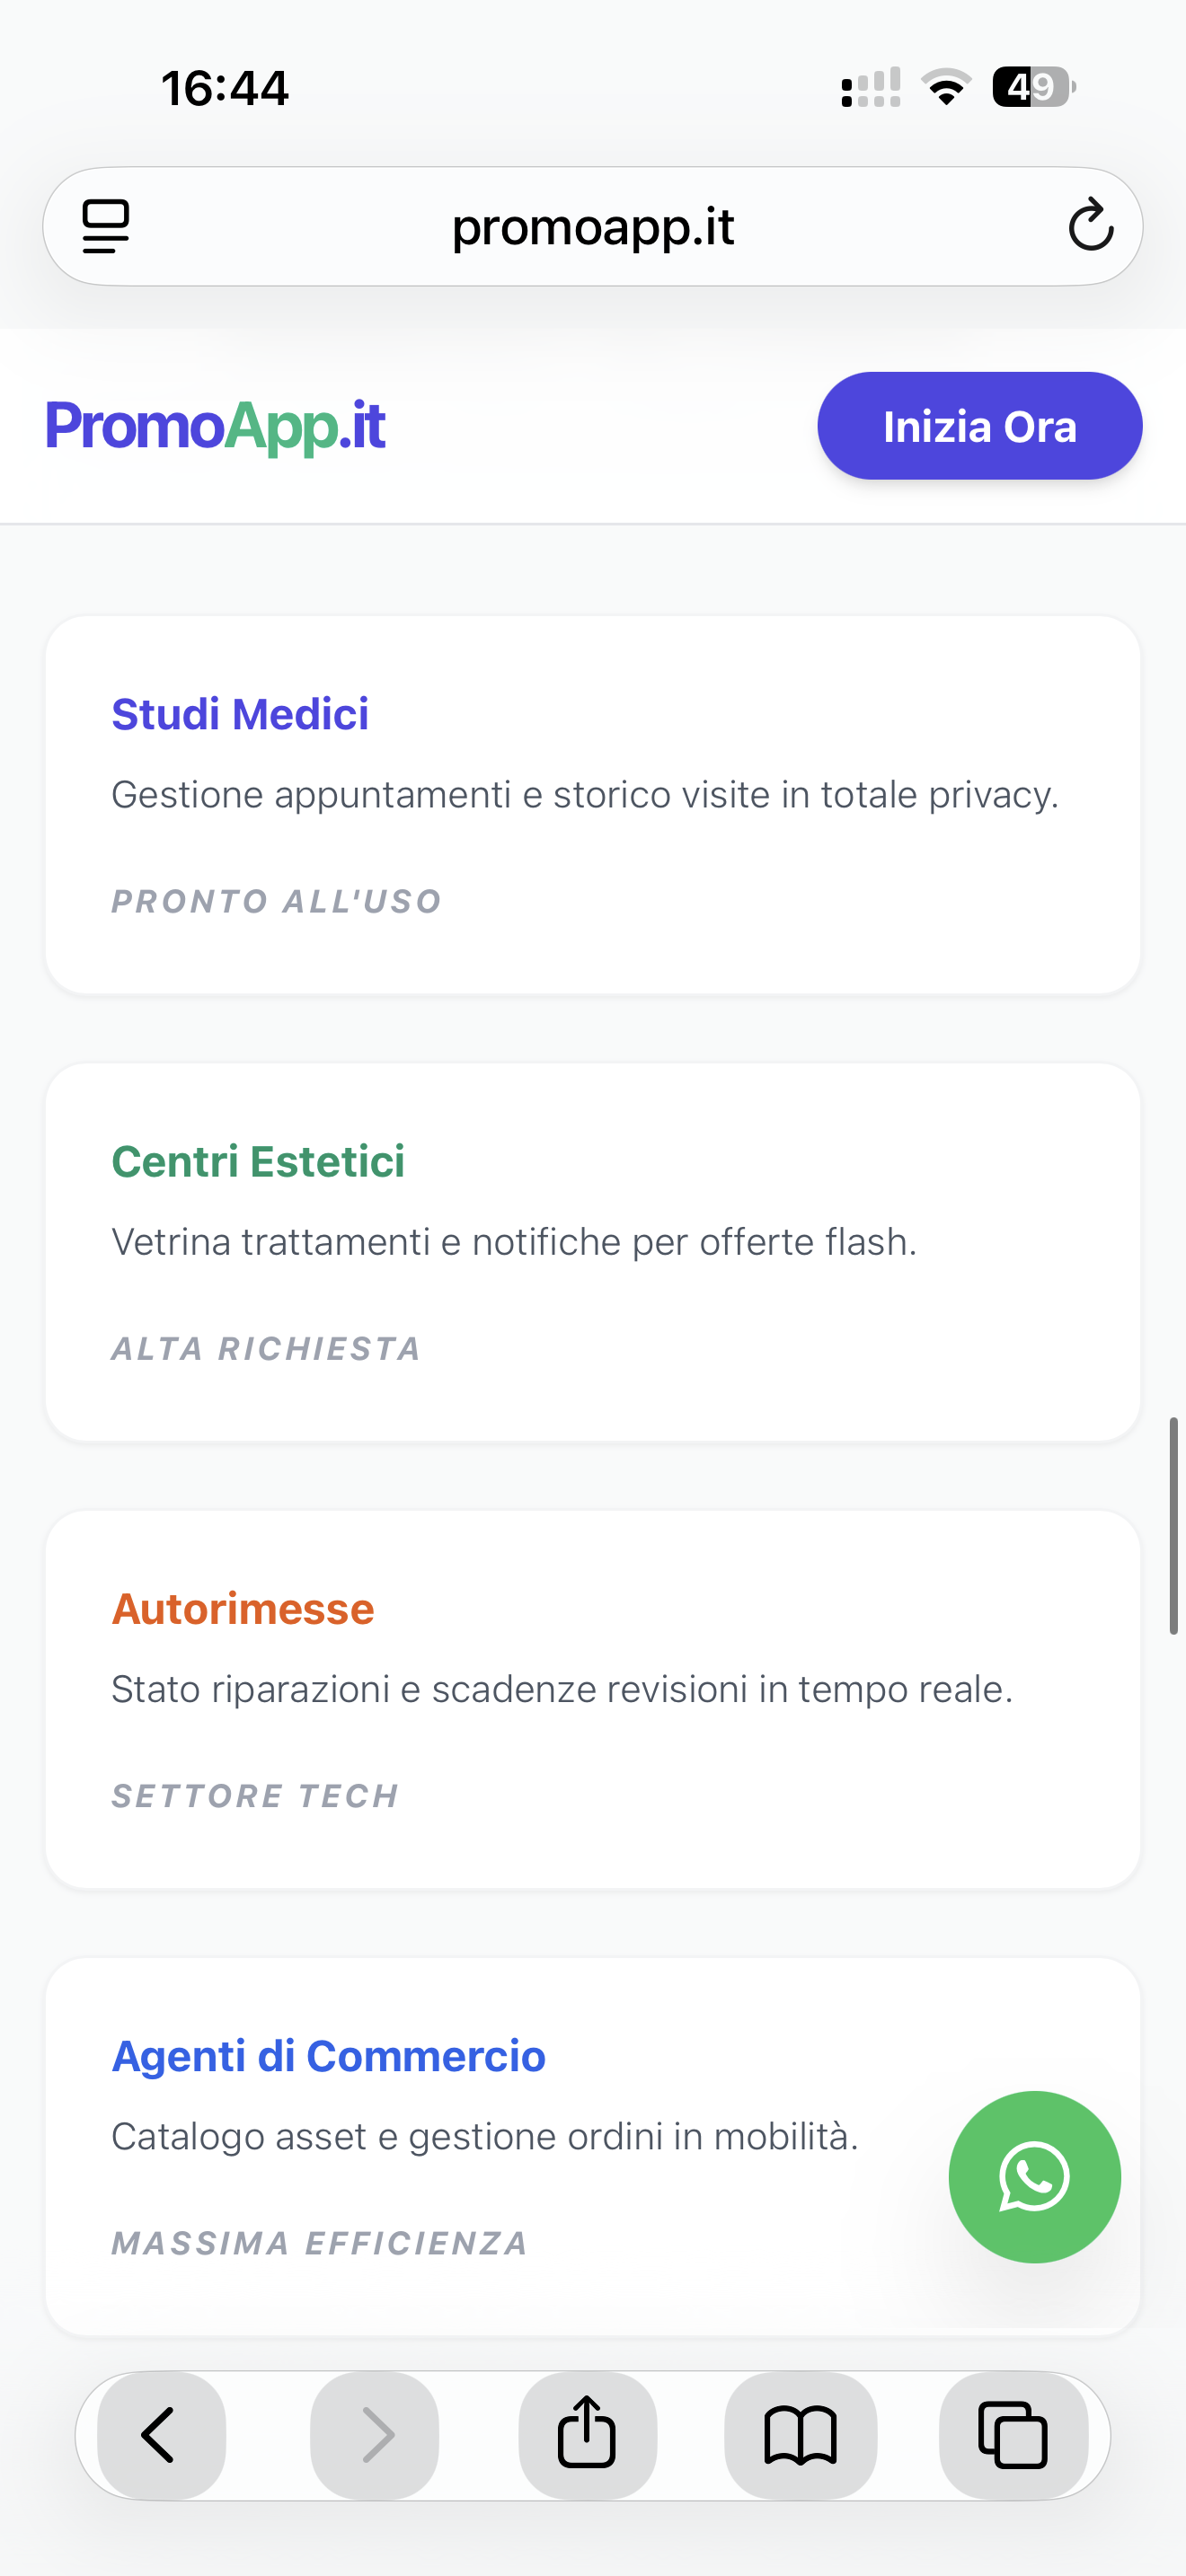 16:44
49
promoapp.it
PromoApp.it
Inizia Ora
Studi Medici
Gestione appuntamenti e storico visite in totale privacy.
PRONTO ALL'USO
Centri Estetici
Vetrina trattamenti e notifiche per offerte flash.
ALTA RICHIESTA
Autorimesse
Stato riparazioni e scadenze revisioni in tempo reale.
SETTORE TECH
Agenti di Commercio
Catalogo asset e gestione ordini in mobilità.
MASSIMA EFFICIENZA